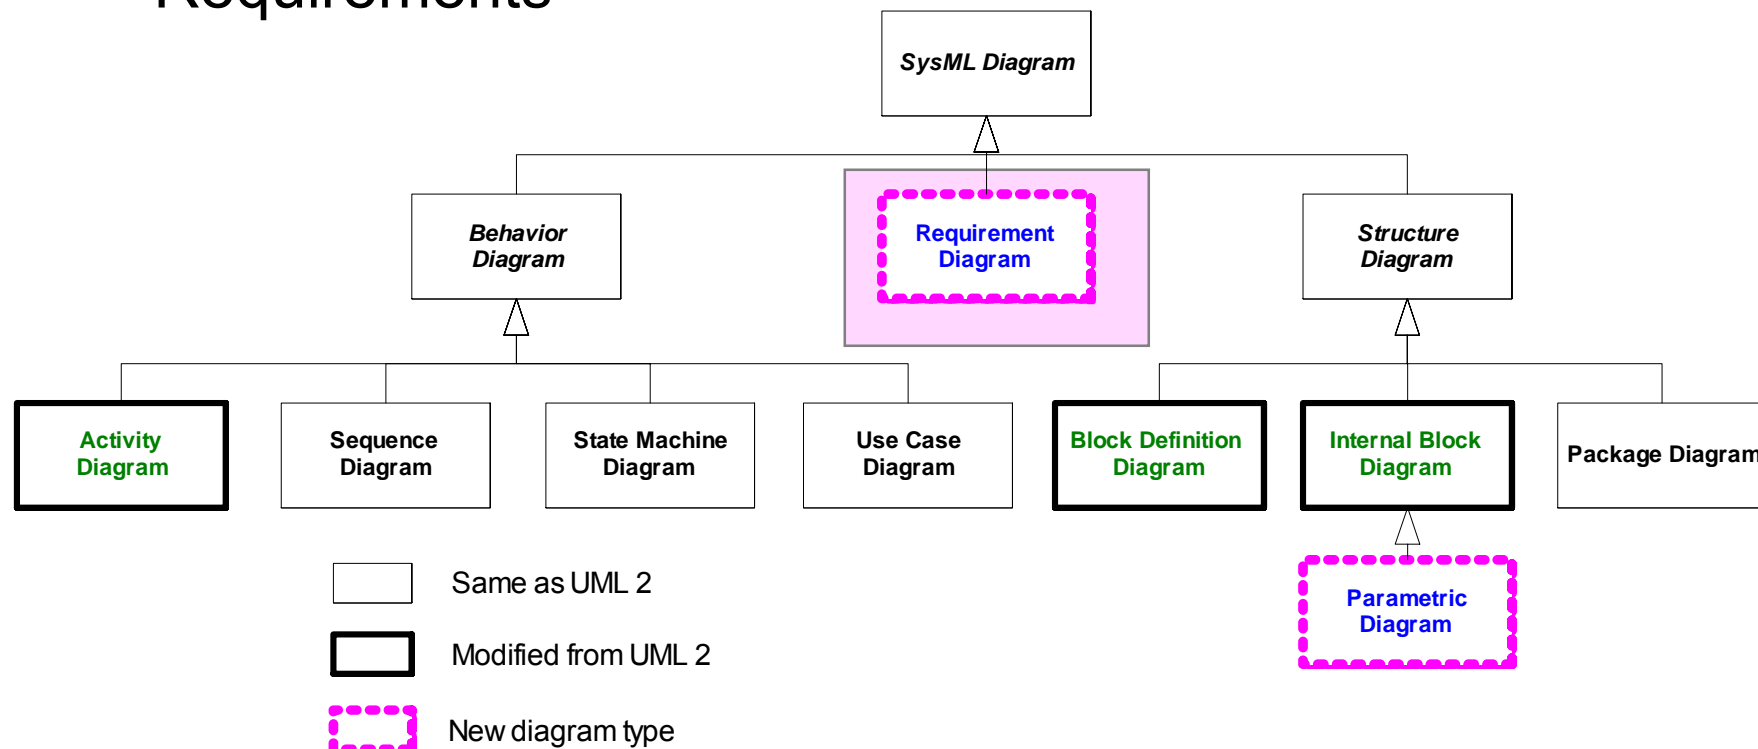 Requirements
SysML Diagram
Behavior
Diagram
Requirement
Diagram
Structure
Diagram
Activity
Diagram
Sequence
Diagram
State Machine
Diagram
Use Case
Diagram
Block Definition
Diagram
Internal Block
Diagram
Package Diagram
Parametric
Diagram
Same as UML 2
Modified from UML 2
New diagram type